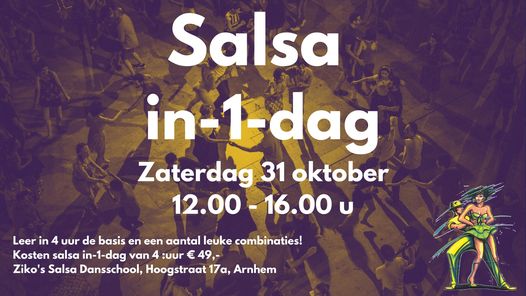 Salsa
in-1-dag
Zaterdag 31 oktober
12.00 - 16.00 u
Leer in 4 uur de basis en een aantal leuke combinaties!
Kosten salsa in-1-dag van 4 :uur € 49,-
Ziko's Salsa Dansschool, Hoogstraat 17a, Arnhem